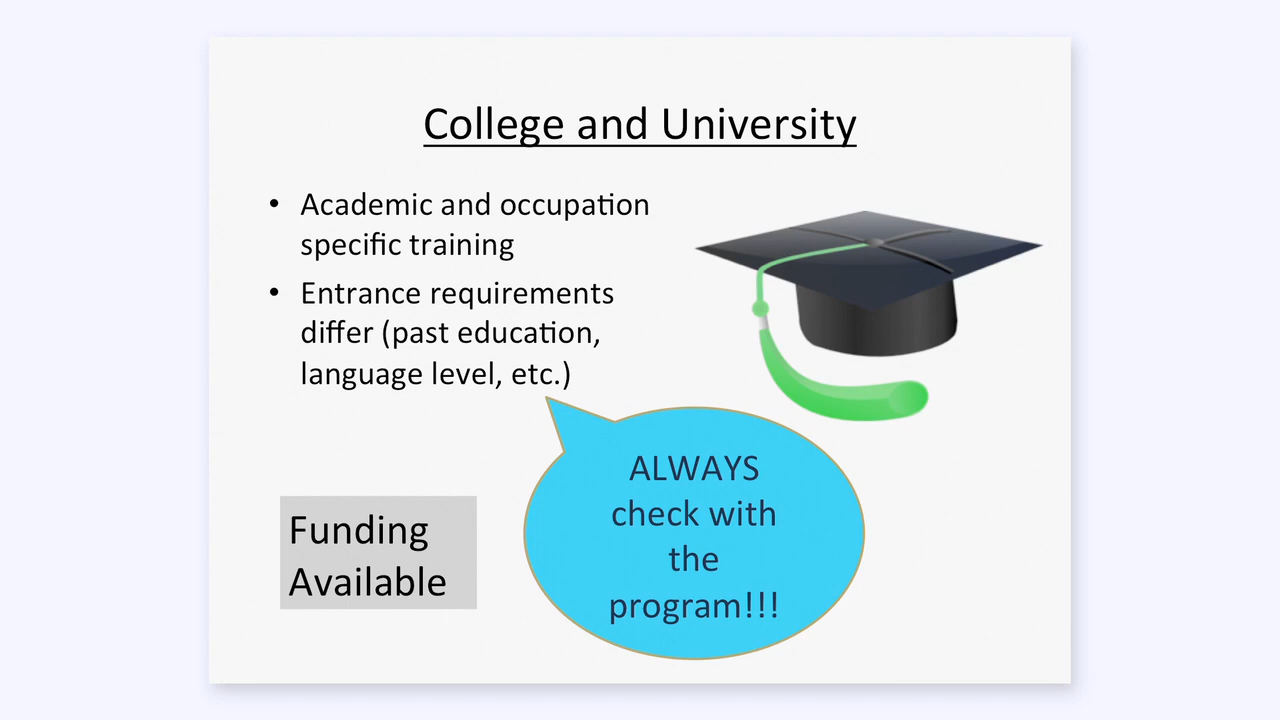 College and University
• Academic and occupation
specific training
• Entrance requirements
differ (past education,
language level, etc.)
Funding
Available
ALWAYS
check with
the
program!!!